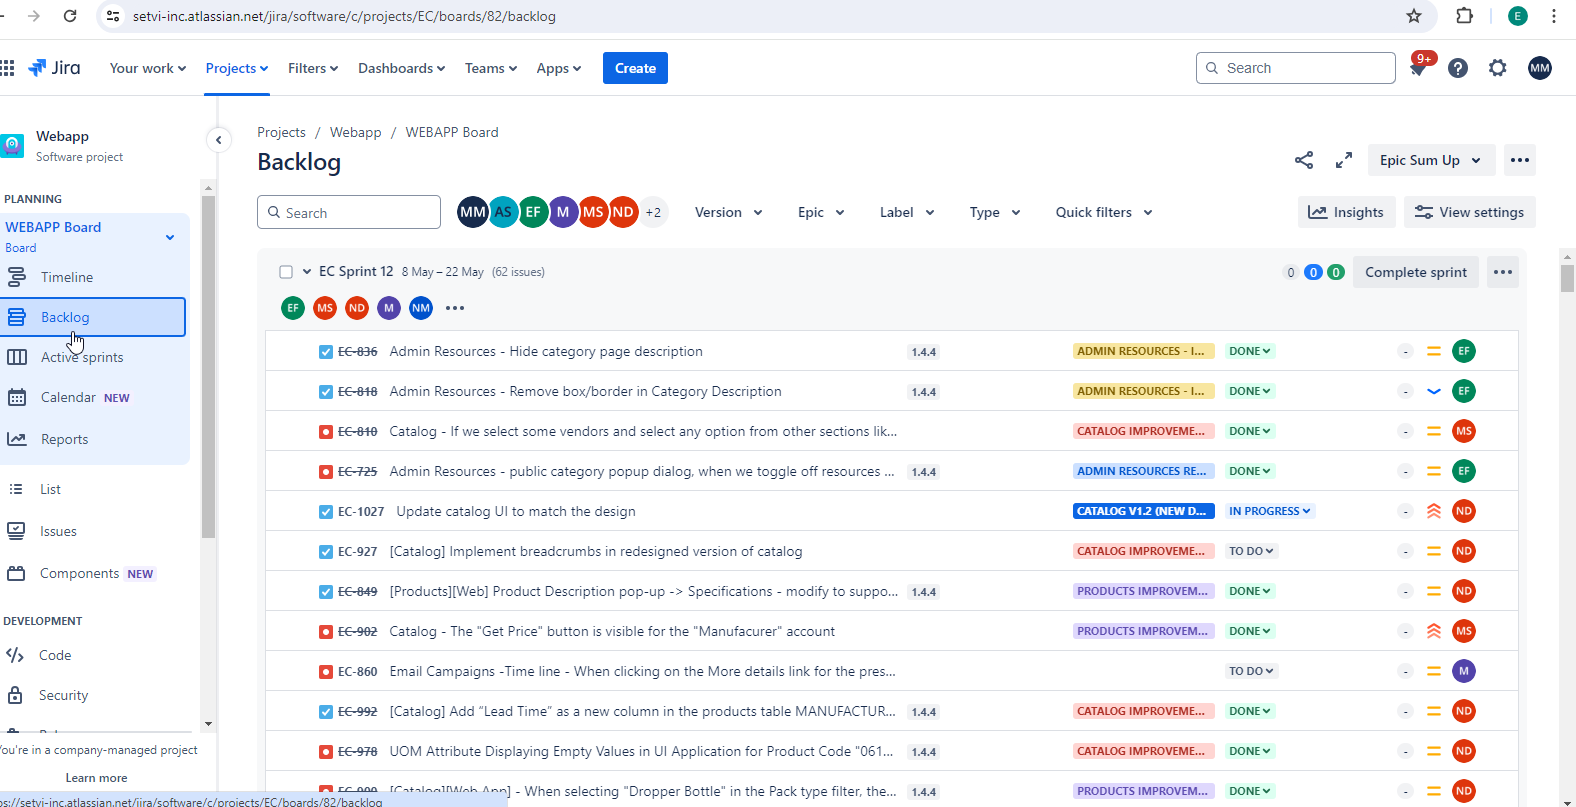 setvi-inc.atlassian.net/jira/software/c/projects/EC/boards/82/backlog
E
Jira
Your work
Projects
Filters
Dashboards
Teams
Apps
Create
Search
9+
MM
Webapp
Software project
PLANNING
WEBAPP Board
Board
Timeline
Backlog
Active sprints
Calendar NEW
Reports
List
Issues
Components NEW
DEVELOPMENT
Code
Security
You're in a company-managed project
Learn more
ps://setvi-inc.atlassian.net/jira/software/c/projects/EC/boards/82/backlog
Projects / Webapp / WEBAPP Board
Backlog
Epic Sum Up
Search
MM AS EF M MS ND +2
Version
Epic
Label
Type
Quick filters
Insights
View settings
EC Sprint 12 8 May – 22 May (62 issues)
0 0 0 Complete sprint
EF MS ND M NM
EC-836 Admin Resources - Hide category page description 1.4.4 ADMIN RESOURCES - I... DONE - EF
EC-818 Admin Resources - Remove box/border in Category Description 1.4.4 ADMIN RESOURCES - I... DONE - EF
EC-810 Catalog - If we select some vendors and select any option from other sections lik... CATALOG IMPROVEME... DONE - MS
EC-725 Admin Resources - public category popup dialog, when we toggle off resources ... 1.4.4 ADMIN RESOURCES RE... DONE - EF
EC-1027 Update catalog UI to match the design CATALOG V1.2 (NEW D... IN PROGRESS - ND
EC-927 [Catalog] Implement breadcrumbs in redesigned version of catalog CATALOG IMPROVEME... TO DO - ND
EC-849 [Products][Web] Product Description pop-up -> Specifications - modify to suppo... 1.4.4 PRODUCTS IMPROVEM... DONE - ND
EC-902 Catalog - The "Get Price" button is visible for the "Manufacurer" account PRODUCTS IMPROVEM... DONE - MS
EC-860 Email Campaigns -Time line - When clicking on the More details link for the pres... TO DO - M
EC-992 [Catalog] Add “Lead Time” as a new column in the products table MANUFACTUR... 1.4.4 CATALOG IMPROVEME... DONE - ND
EC-978 UOM Attribute Displaying Empty Values in UI Application for Product Code "061... 1.4.4 CATALOG IMPROVEME... DONE - ND
[Catalog][Web App] - When selecting "Dropper Bottle" in the Pack type filter, the... 1.4.4 PRODUCTS IMPROVEM... DONE - ND